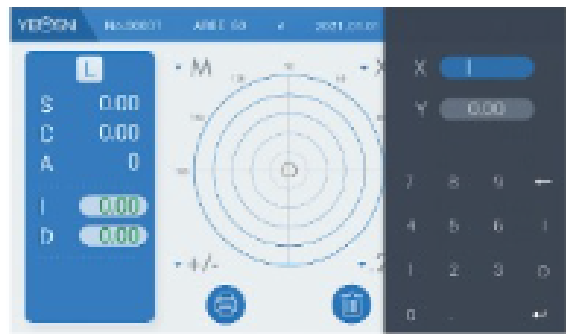 YEASN No.00001 2021.01.01
L
S 0.00
C 0.00
A 0
I 0.00
D 0.00
M
+/-
X
Y 0.00
7 8 9 ←
4 5 6 I
1 2 3 D
0 . ↵